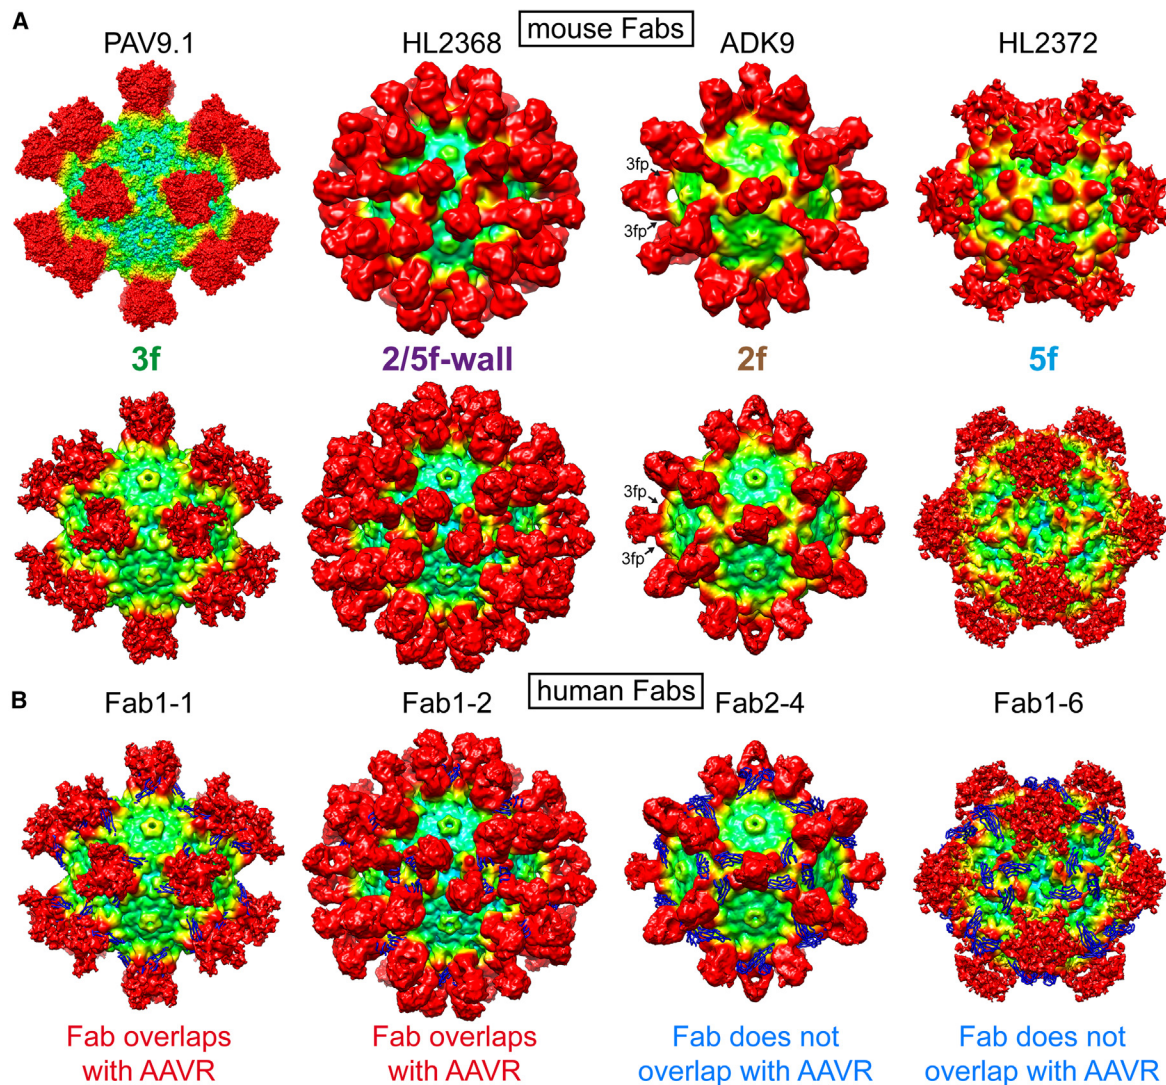 A
mouse Fabs
PAV9.1
HL2368
ADK9
HL2372
3fp
3fp
3f
2/5f-wall
2f
5f
3fp
3fp
B
human Fabs
Fab1-1
Fab1-2
Fab2-4
Fab1-6
Fab overlaps
with AAVR
Fab overlaps
with AAVR
Fab does not
overlap with AAVR
Fab does not
overlap with AAVR